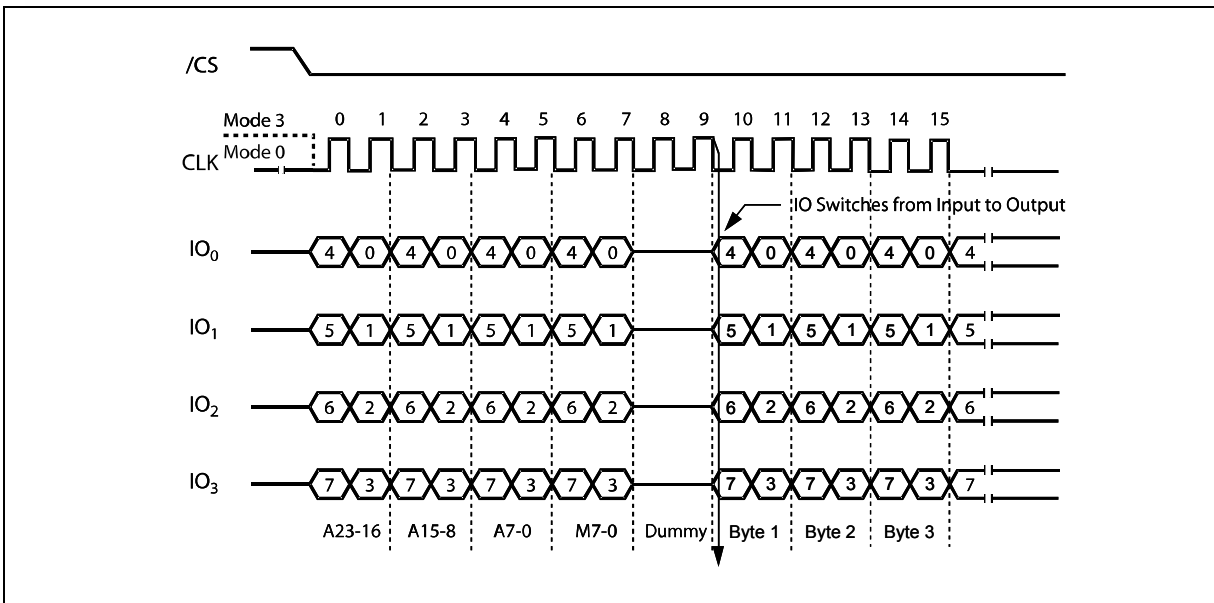 /CS
Mode 3 0 1 2 3 4 5 6 7 8 9 10 11 12 13 14 15
Mode 0
CLK
IO Switches from Input to Output
IO0 4 0 4 0 4 0 4 0 4 0 4 0 4 0 4
IO1 5 1 5 1 5 1 5 1 5 1 5 1 5 1 5
IO2 6 2 6 2 6 2 6 2 6 2 6 2 6 2 6
IO3 7 3 7 3 7 3 7 3 7 3 7 3 7 3 7
A23-16 A15-8 A7-0 M7-0 Dummy Byte 1 Byte 2 Byte 3